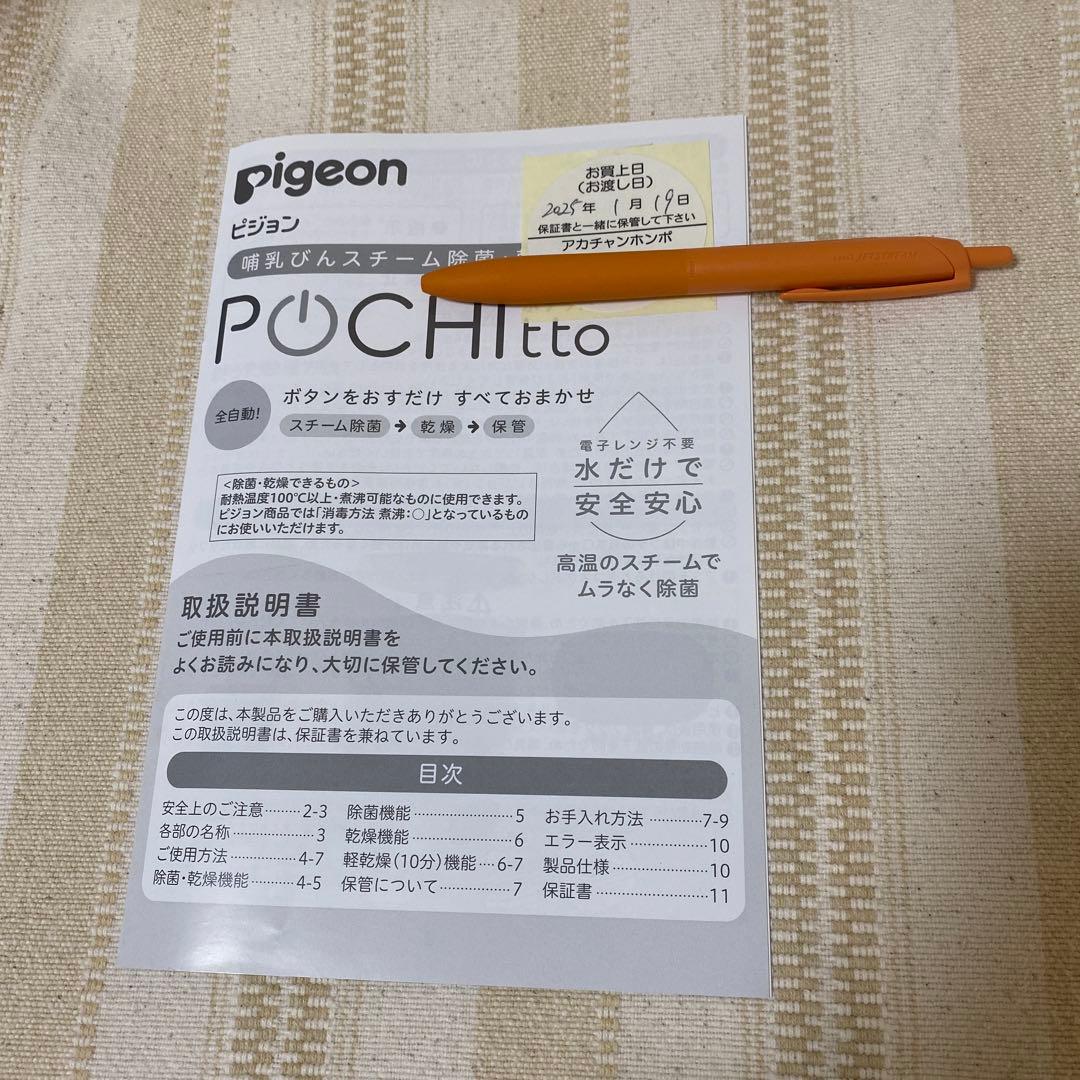 pigeon
ピジョン
お買上日
(お渡し日)
2025年 1月 19日
保証書と一緒に保管して下さい
アカチャンホンポ
哺乳びんスチーム除菌・
POCHItto
全自動!
ボタンをおすだけ すべておまかせ
スチーム除菌 → 乾燥 → 保管
電子レンジ不要
水だけで
安全安心
高温のスチームで
ムラなく除菌
<除菌・乾燥できるもの>
耐熱温度100℃以上・煮沸可能なものに使用できます。
ピジョン商品では「消毒方法 煮沸:○」となっているもの
にお使いいただけます。
取扱説明書
ご使用前に本取扱説明書を
よくお読みになり、大切に保管してください。
この度は、本製品をご購入いただきありがとうございます。
この取扱説明書は、保証書を兼ねています。
目次
安全上のご注意………2-3
各部の名称……………3
ご使用方法……………4-7
除菌・乾燥機能………4-5
除菌機能………………5
乾燥機能………………6
軽乾燥(10分)機能…6-7
保管について…………7
お手入れ方法…………7-9
エラー表示……………10
製品仕様………………10
保証書…………………11
JETSTREAM